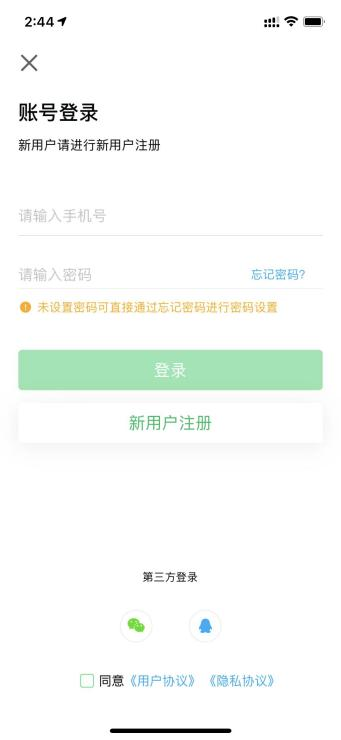 2:44
账号登录
新用户请进行新用户注册
请输入手机号
请输入密码 忘记密码?
未设置密码可直接通过忘记密码进行密码设置
登录
新用户注册
第三方登录
同意《用户协议》 《隐私协议》